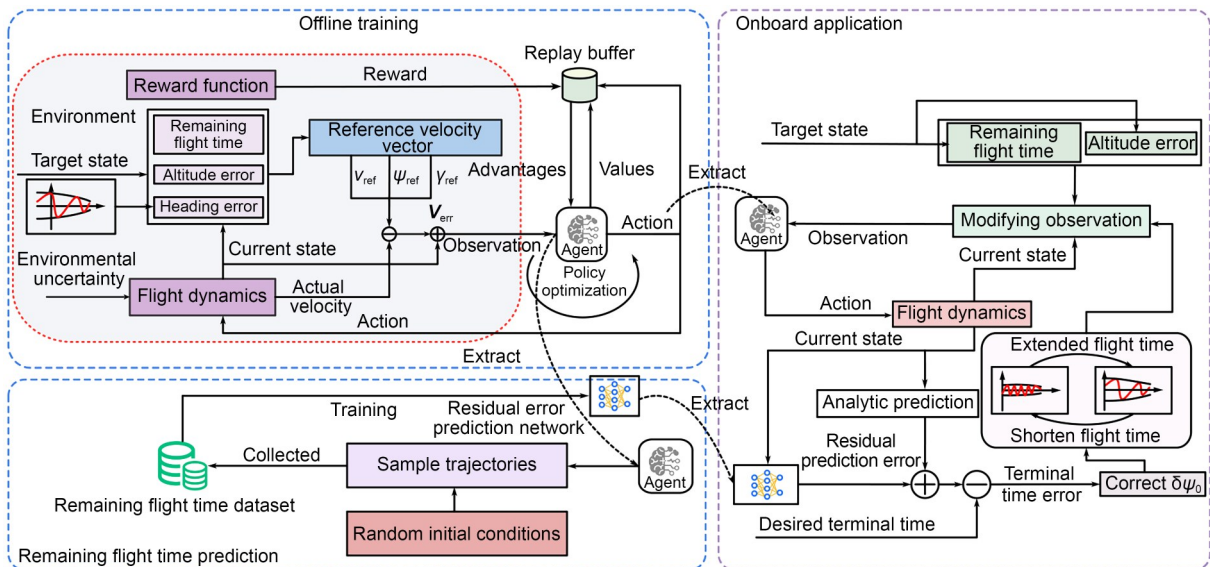 Offline training
Replay buffer
Reward function
Reward
Environment
Remaining
flight time
Reference velocity
vector
Target state
Altitude error
Heading error
v_ref
ψ_ref
γ_ref
Advantages
Values
V_err
Action
Extract
Agent
Observation
Current state
Policy
optimization
Environmental
uncertainty
Flight dynamics
Actual
velocity
Action
Extract
Training
Residual error
prediction network
Extract
Collected
Sample trajectories
Agent
Remaining flight time dataset
Random initial conditions
Remaining flight time prediction
Onboard application
Target state
Remaining
flight time
Altitude error
Agent
Observation
Modifying observation
Current state
Action
Flight dynamics
Current state
Extended flight time
Analytic prediction
Shorten flight time
Residual
prediction error
Terminal
time error
Correct δψ₀
Desired terminal time